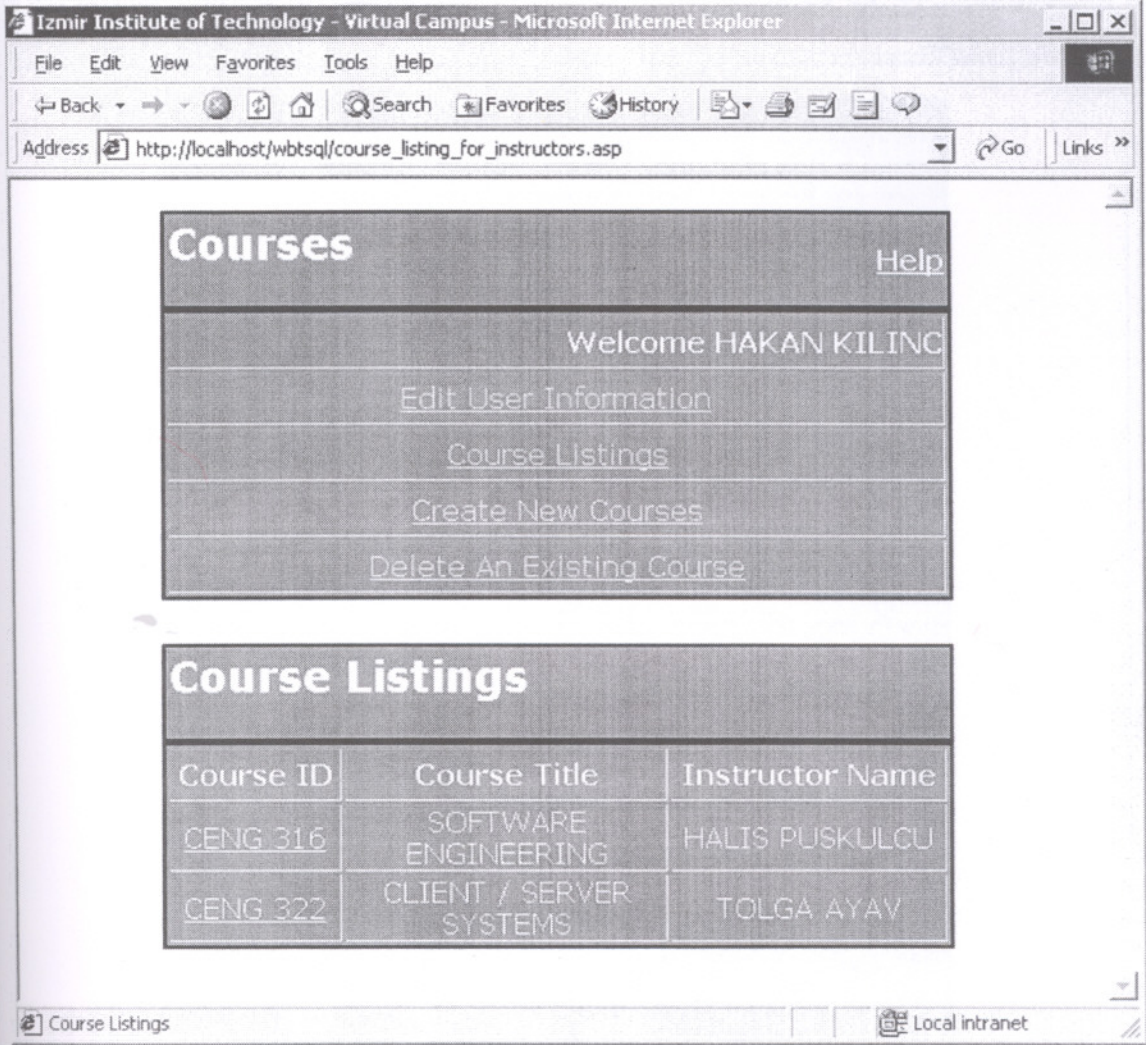 Izmir Institute of Technology - Virtual Campus - Microsoft Internet Explorer
File Edit View Favorites Tools Help
Back Search Favorites History
Address http://localhost/wbtsql/course_listing_for_instructors.asp Go Links »
Courses
Help
Welcome HAKAN KILINC
Edit User Information
Course Listings
Create New Courses
Delete An Existing Course
Course Listings
Course ID Course Title Instructor Name
CENG 316 SOFTWARE ENGINEERING HALIS PUSKULCU
CENG 322 CLIENT / SERVER SYSTEMS TOLGA AYAV
Course Listings Local intranet